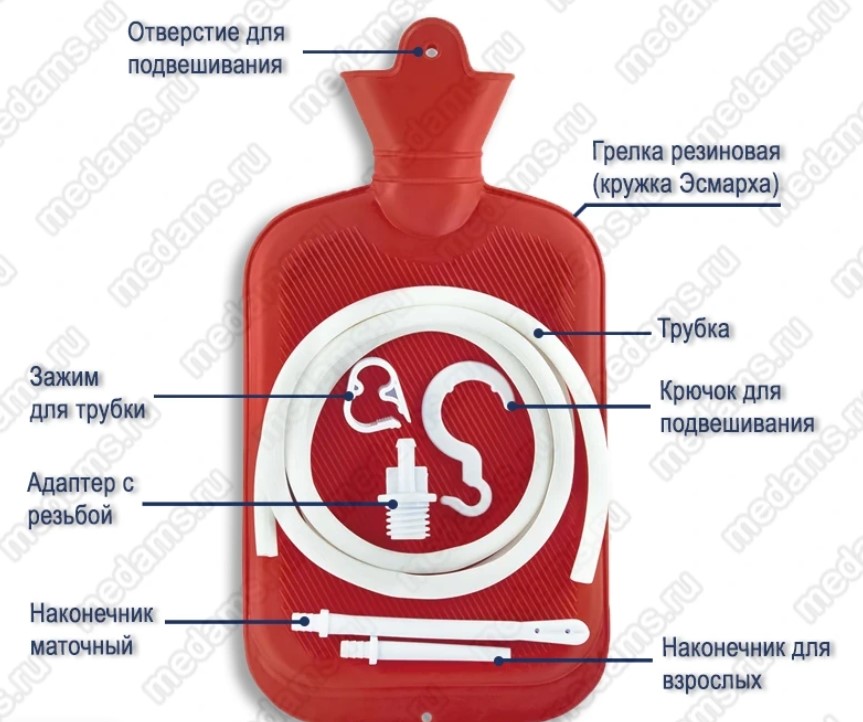 Отверстие для
подвешивания
Грелка резиновая
(кружка Эсмарха)
Трубка
Зажим
для трубки
Крючок для
подвешивания
Адаптер с
резьбой
Наконечник
маточный
Наконечник для
взрослых
medams.ru